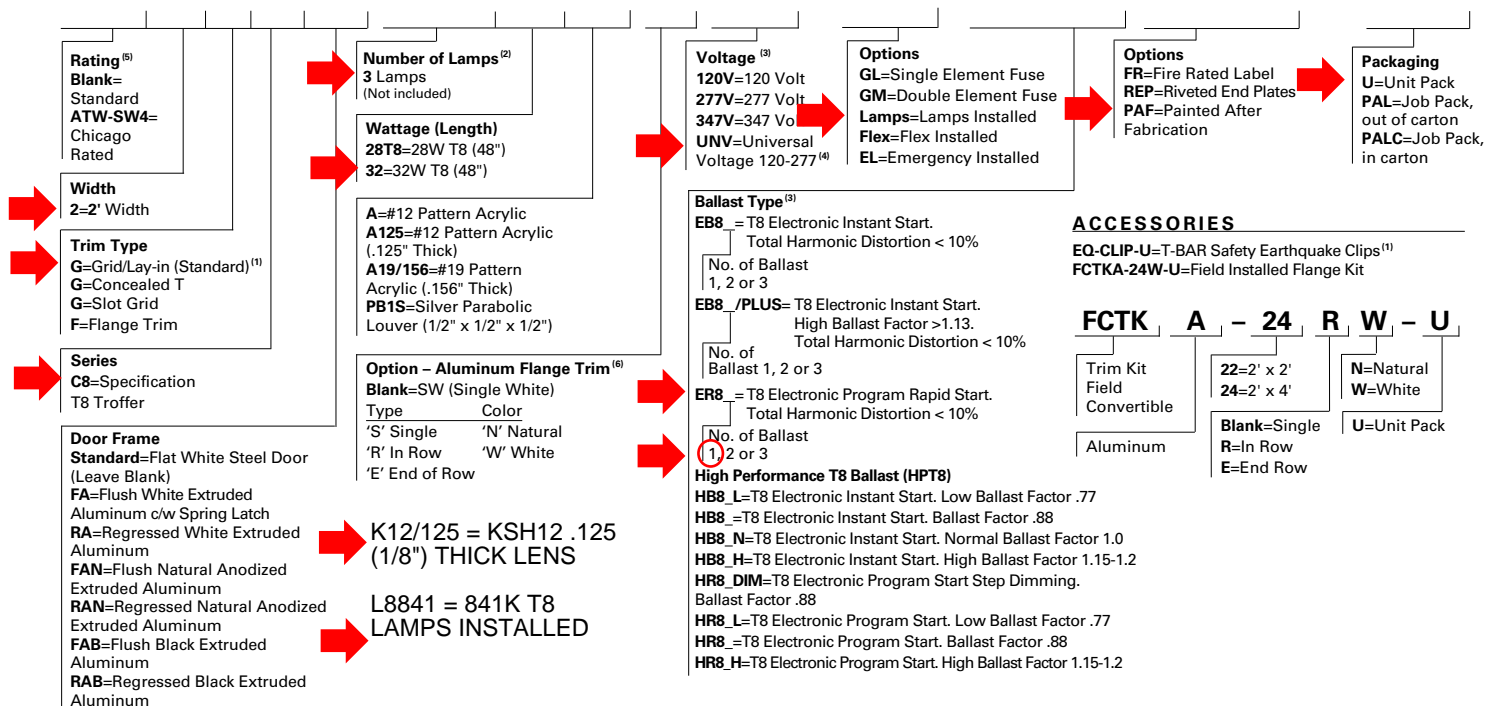 Rating (5)
Blank=
Standard
ATW-SW4=
Chicago
Rated
Width
2=2' Width
Trim Type
G=Grid/Lay-in (Standard)(1)
G=Concealed T
G=Slot Grid
F=Flange Trim
Series
C8=Specification
T8 Troffer
Door Frame
Standard=Flat White Steel Door
(Leave Blank)
FA=Flush White Extruded
Aluminum c/w Spring Latch
RA=Regressed White Extruded
Aluminum
FAN=Flush Natural Anodized
Extruded Aluminum
RAN=Regressed Natural Anodized
Extruded Aluminum
FAB=Flush Black Extruded
Aluminum
RAB=Regressed Black Extruded
Aluminum
Number of Lamps (2)
3 Lamps
(Not included)
Wattage (Length)
28T8=28W T8 (48")
32=32W T8 (48")
A=#12 Pattern Acrylic
A125=#12 Pattern Acrylic
(.125" Thick)
A19/156=#19 Pattern
Acrylic (.156" Thick)
PB1S=Silver Parabolic
Louver (1/2" x 1/2" x 1/2")
Option – Aluminum Flange Trim(6)
Blank=SW (Single White)
Type Color
'S' Single 'N' Natural
'R' In Row 'W' White
'E' End of Row
K12/125 = KSH12 .125
(1/8") THICK LENS
L8841 = 841K T8
LAMPS INSTALLED
Voltage (3)
120V=120 Volt
277V=277 Volt
347V=347 Volt
UNV=Universal
Voltage 120-277(4)
Ballast Type(3)
EB8_= T8 Electronic Instant Start.
Total Harmonic Distortion < 10%
No. of Ballast
1, 2 or 3
EB8_/PLUS= T8 Electronic Instant Start.
High Ballast Factor >1.13.
Total Harmonic Distortion < 10%
No. of
Ballast 1, 2 or 3
ER8_= T8 Electronic Program Rapid Start.
Total Harmonic Distortion < 10%
No. of Ballast
1, 2 or 3
High Performance T8 Ballast (HPT8)
HB8_L=T8 Electronic Instant Start. Low Ballast Factor .77
HB8_=T8 Electronic Instant Start. Ballast Factor .88
HB8_N=T8 Electronic Instant Start. Normal Ballast Factor 1.0
HB8_H=T8 Electronic Instant Start. High Ballast Factor 1.15-1.2
HR8_DIM=T8 Electronic Program Start Step Dimming.
Ballast Factor .88
HR8_L=T8 Electronic Program Start. Low Ballast Factor .77
HR8_=T8 Electronic Program Start. Ballast Factor .88
HR8_H=T8 Electronic Program Start. High Ballast Factor 1.15-1.2
Options
GL=Single Element Fuse
GM=Double Element Fuse
Lamps=Lamps Installed
Flex=Flex Installed
EL=Emergency Installed
Options
FR=Fire Rated Label
REP=Riveted End Plates
PAF=Painted After
Fabrication
Packaging
U=Unit Pack
PAL=Job Pack,
out of carton
PALC=Job Pack,
in carton
ACCESSORIES
EQ-CLIP-U=T-BAR Safety Earthquake Clips(1)
FCTKA-24W-U=Field Installed Flange Kit
FCTK A – 24 R W – U
Trim Kit
Field
Convertible
Aluminum
22=2' x 2'
24=2' x 4'
Blank=Single
R=In Row
E=End Row
N=Natural
W=White
U=Unit Pack